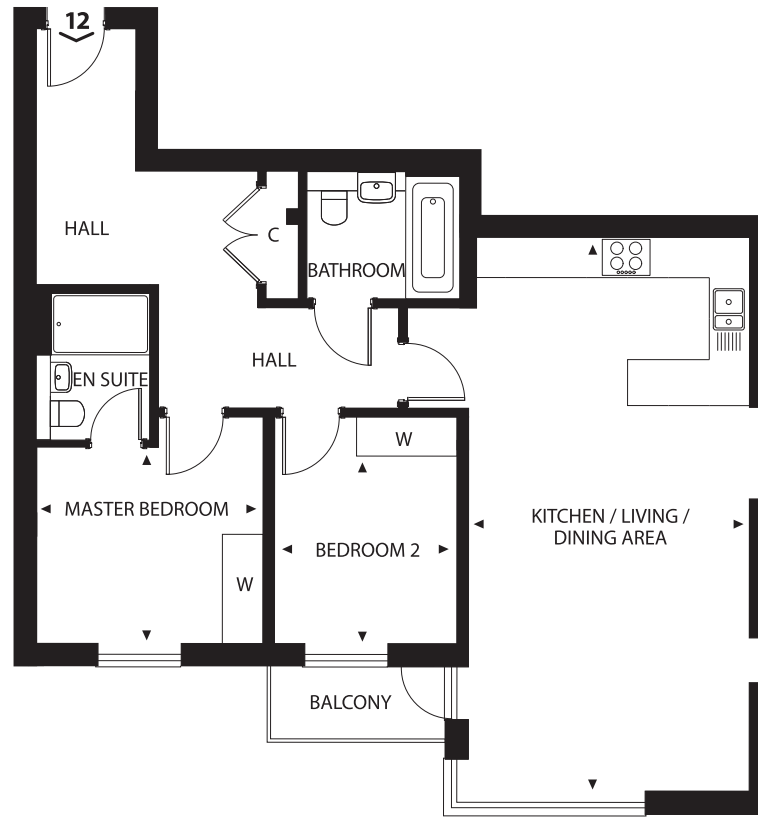 12
HALL
C
BATHROOM
HALL
EN SUITE
W
MASTER BEDROOM
KITCHEN / LIVING /
DINING AREA
BEDROOM 2
W
BALCONY